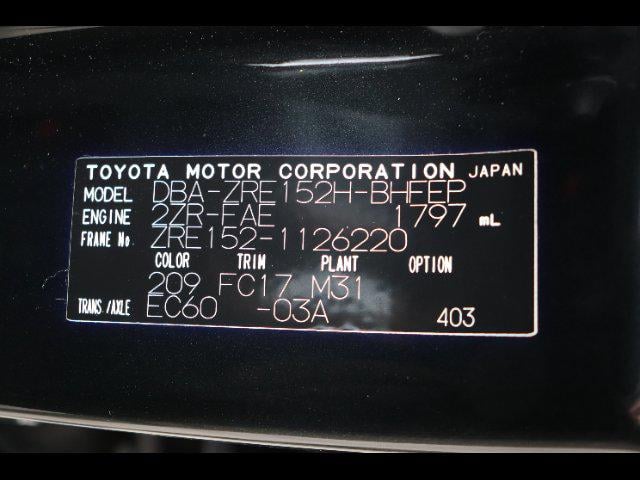 TOYOTA MOTOR CORPORATION JAPAN
MODEL DBA-ZRE152H-BHFEP
ENGINE 2ZR-FAE 1797 mL
FRAME No ZRE152-1126220
COLOR TRIM PLANT OPTION
209 FC17 M31
TRANS/AXLE EC60 -03A 403